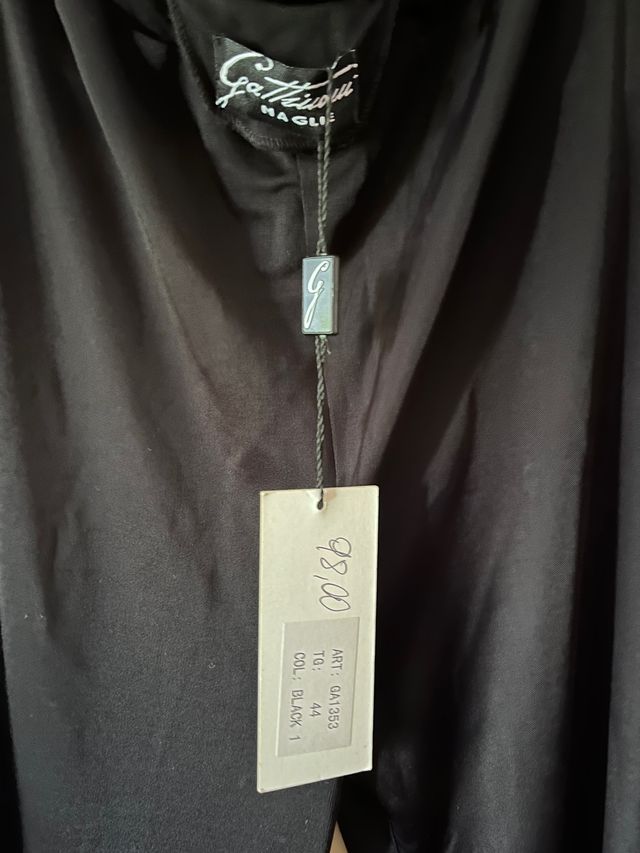 Gattinoni
MAGLIE
G
98,00
ART: GA1353
TG: 44
COL: BLACK 1